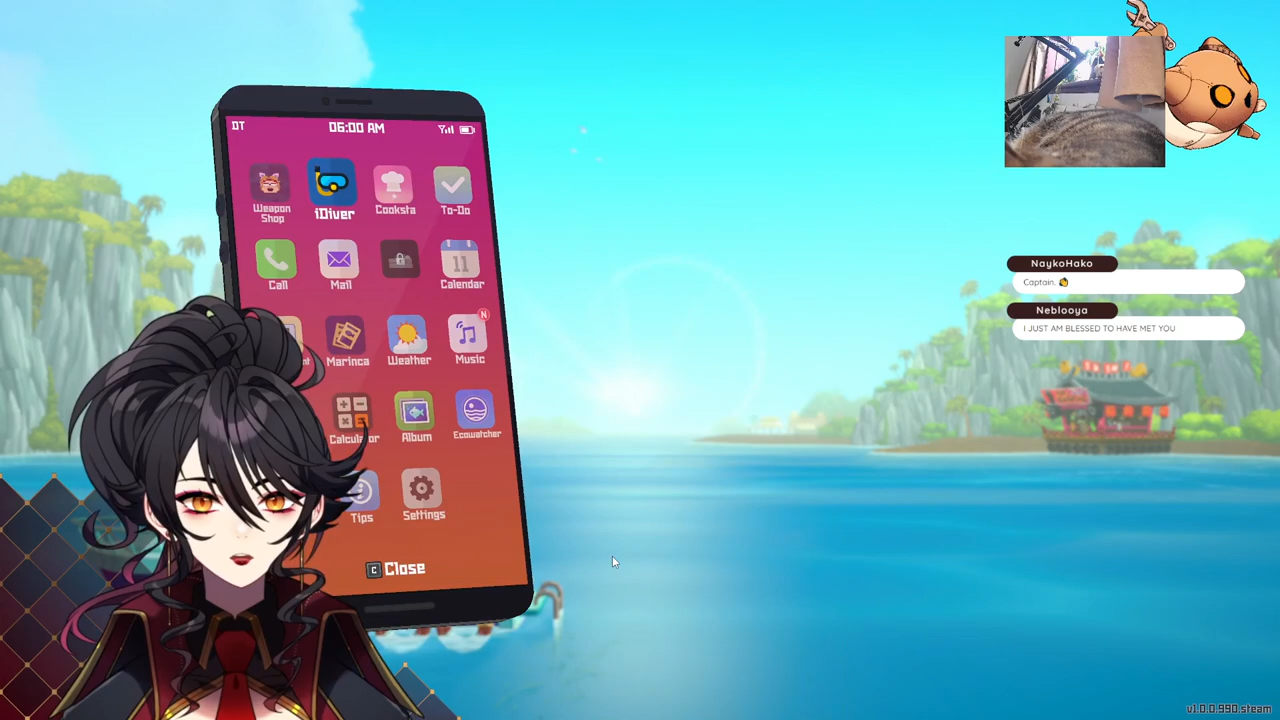 DT
06:00 AM
Weapon
Shop
iDiver
Cooksta
To-Do
Call
Mail
11
Calendar
Marinca
Weather
N
Music
Calculator
Album
Ecowatcher
Tips
Settings
C Close
NaykoHako
Captain.
Neblooya
I JUST AM BLESSED TO HAVE MET YOU
v1.0.0.990.steam